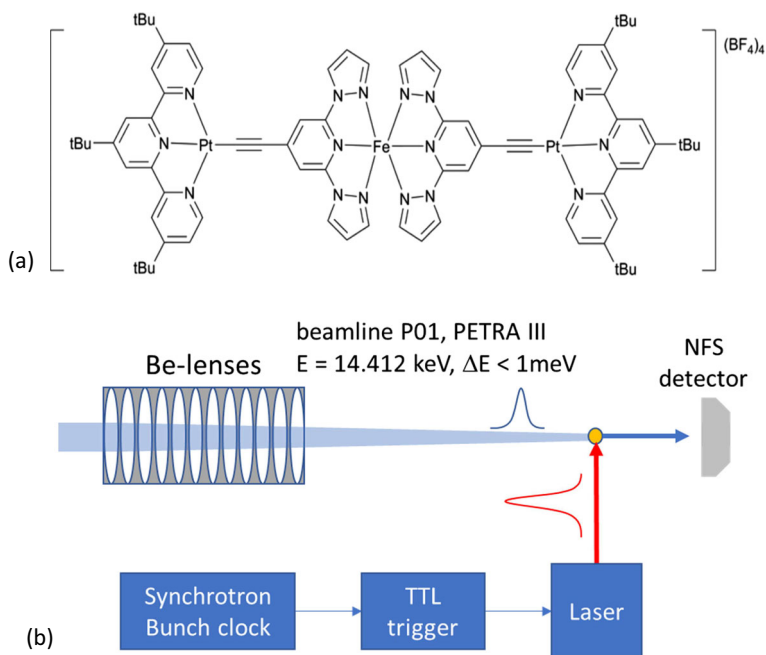 tBu
tBu
(BF₄)₄
N
N
N
N
N
N
N
N
tBu
N
Pt
N
Fe
N
Pt
N
tBu
N
N
N
N
N
N
N
N
(a)
tBu
tBu
beamline P01, PETRA III
E = 14.412 keV, ΔE < 1meV
Be-lenses
NFS
detector
Synchrotron
Bunch clock
TTL
trigger
Laser
(b)